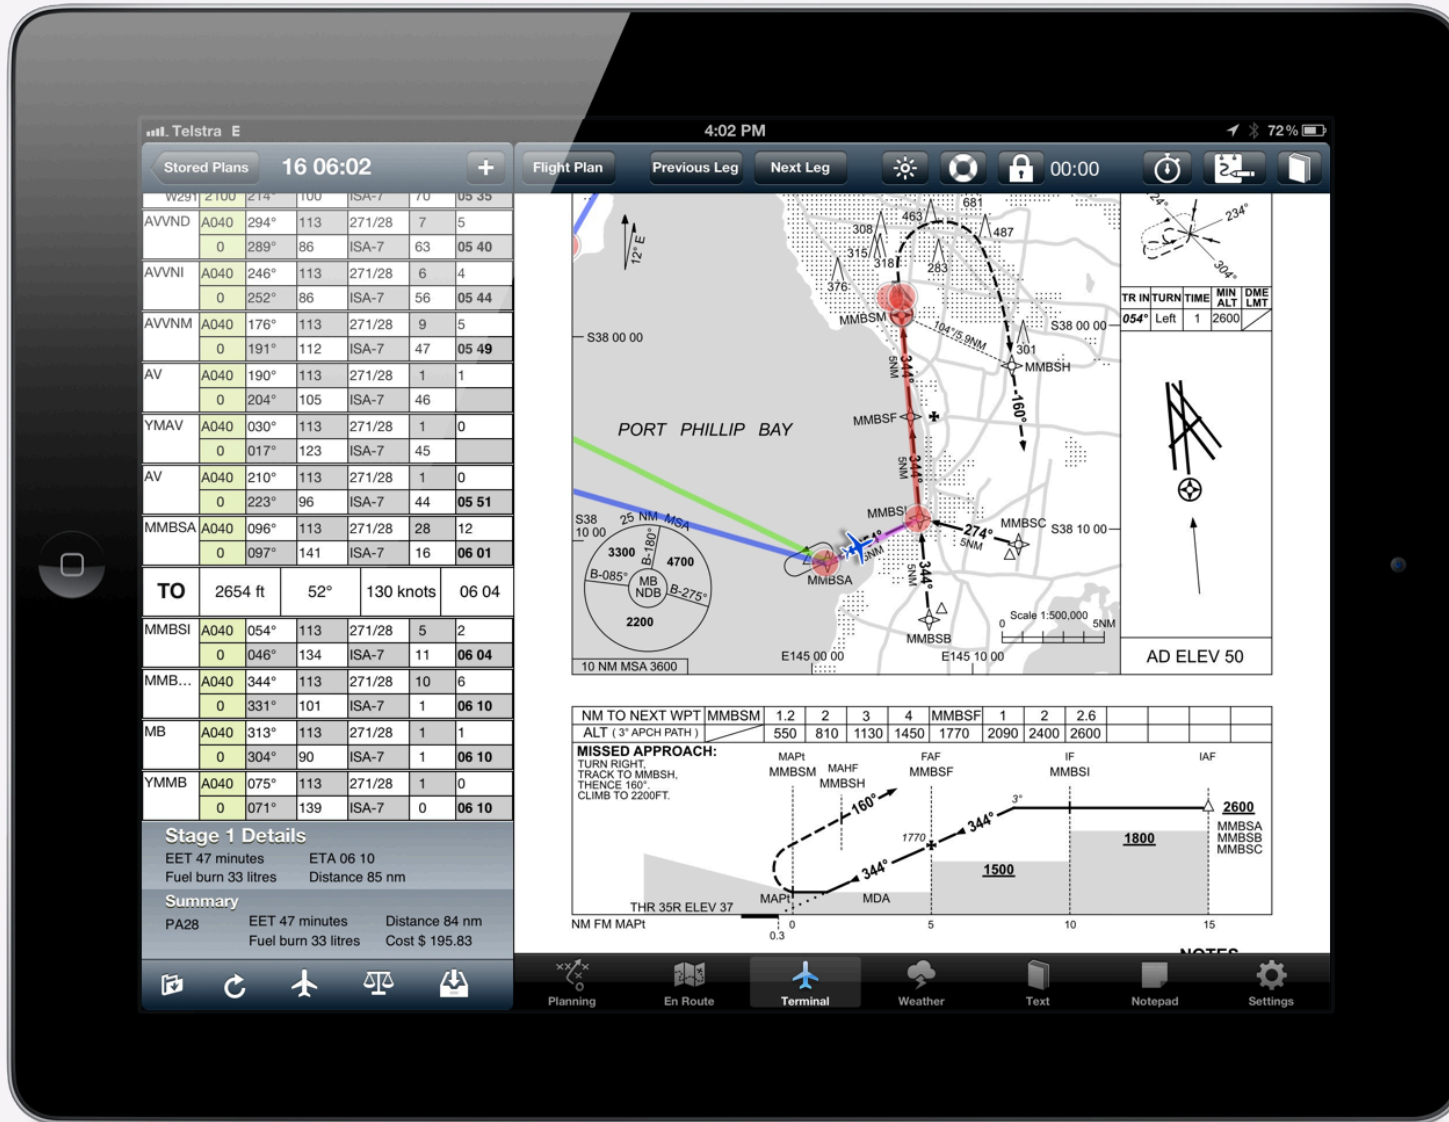 Telstra E
4:02 PM
72%
Stored Plans
16 06:02
+
Flight Plan
Previous Leg
Next Leg
00:00
W291 2100 214° 100 ISA-7 70 05 35
AVVND A040 294° 113 271/28 7 5
0 289° 86 ISA-7 63 05 40
AVVNI A040 246° 113 271/28 6 4
0 252° 86 ISA-7 56 05 44
AVVNM A040 176° 113 271/28 9 5
0 191° 112 ISA-7 47 05 49
AV A040 190° 113 271/28 1 1
0 204° 105 ISA-7 46
YMAV A040 030° 113 271/28 1 0
0 017° 123 ISA-7 45
AV A040 210° 113 271/28 1 0
0 223° 96 ISA-7 44 05 51
MMBSA A040 096° 113 271/28 28 12
0 097° 141 ISA-7 16 06 01
TO 2654 ft 52° 130 knots 06 04
MMBSI A040 054° 113 271/28 5 2
0 046° 134 ISA-7 11 06 04
MMB... A040 344° 113 271/28 10 6
0 331° 101 ISA-7 1 06 10
MB A040 313° 113 271/28 1 1
0 304° 90 ISA-7 1 06 10
YMMB A040 075° 113 271/28 1 0
0 071° 139 ISA-7 0 06 10
Stage 1 Details
EET 47 minutes ETA 06 10
Fuel burn 33 litres Distance 85 nm
Summary
PA28 EET 47 minutes Distance 84 nm
Fuel burn 33 litres Cost $ 195.83
12° E
681
463
308
487
315
318
283
376
MMBSM
104°/5.9NM
S38 00 00
S38 00 00
301
MMBSH
344°
5NM
160°
MMBSF
PORT PHILLIP BAY
344°
5NM
MMBSI
S38
10 00
25 NM MSA
MMBSC
S38 10 00
274°
5NM
5NM
3300
B-180°
4700
B-085°
MB
NDB
B-275°
2200
MMBSA
344°
5NM
MMBSB
Scale 1:500,000
0 5NM
10 NM MSA 3600
E145 00 00
E145 10 00
234°
304°
TR IN TURN TIME MIN ALT DME LMT
054° Left 1 2600
AD ELEV 50
NM TO NEXT WPT MMBSM 1.2 2 3 4 MMBSF 1 2 2.6
ALT ( 3° APCH PATH ) 550 810 1130 1450 1770 2090 2400 2600
MISSED APPROACH:
TURN RIGHT,
TRACK TO MMBSH,
THENCE 160°.
CLIMB TO 2200FT.
MAPt
MMBSM
MAHF
MMBSH
FAF
MMBSF
IF
MMBSI
IAF
160°
3°
344°
2600
MMBSA
MMBSB
MMBSC
1770
1800
344°
1500
MAPt
MDA
THR 35R ELEV 37
NM FM MAPt
0.3
0 5 10 15
NOTES
Planning
En Route
Terminal
Weather
Text
Notepad
Settings